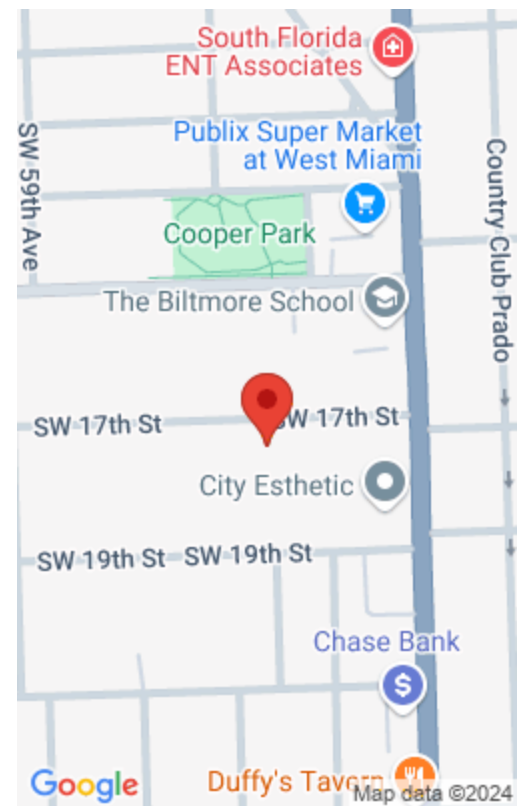 South Florida
ENT Associates
SW 59th Ave
Publix Super Market
at West Miami
Country Club Prado
Cooper Park
The Biltmore School
SW 17th St
SW 17th St
City Esthetic
SW 19th St
SW 19th St
Chase Bank
$
Duffy's Tavern
Google
Map data ©2024